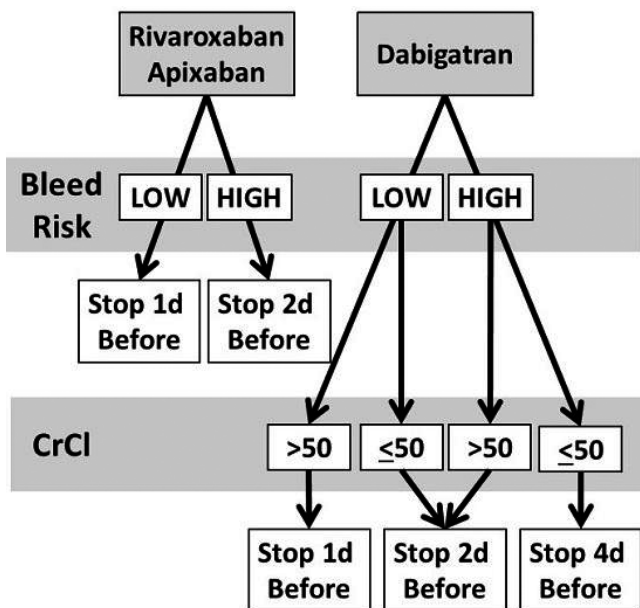 Rivaroxaban
Apixaban
Dabigatran
Bleed
Risk
LOW
HIGH
LOW
HIGH
Stop 1d
Before
Stop 2d
Before
CrCl
>50
≤50
>50
≤50
Stop 1d
Before
Stop 2d
Before
Stop 4d
Before